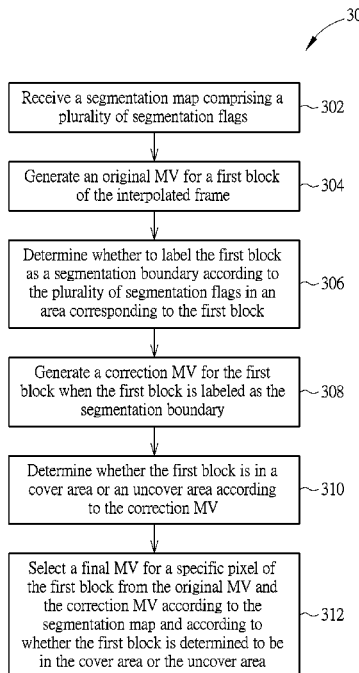 30
Receive a segmentation map comprising a
plurality of segmentation flags
302
Generate an original MV for a first block
of the interpolated frame
304
Determine whether to label the first block
as a segmentation boundary according to
the plurality of segmentation flags in an
area corresponding to the first block
306
Generate a correction MV for the first
block when the first block is labeled as the
segmentation boundary
308
Determine whether the first block is in a
cover area or an uncover area according
to the correction MV
310
Select a final MV for a specific pixel of
the first block from the original MV and
the correction MV according to the
segmentation map and according to
whether the first block is determined to be
in the cover area or the uncover area
312